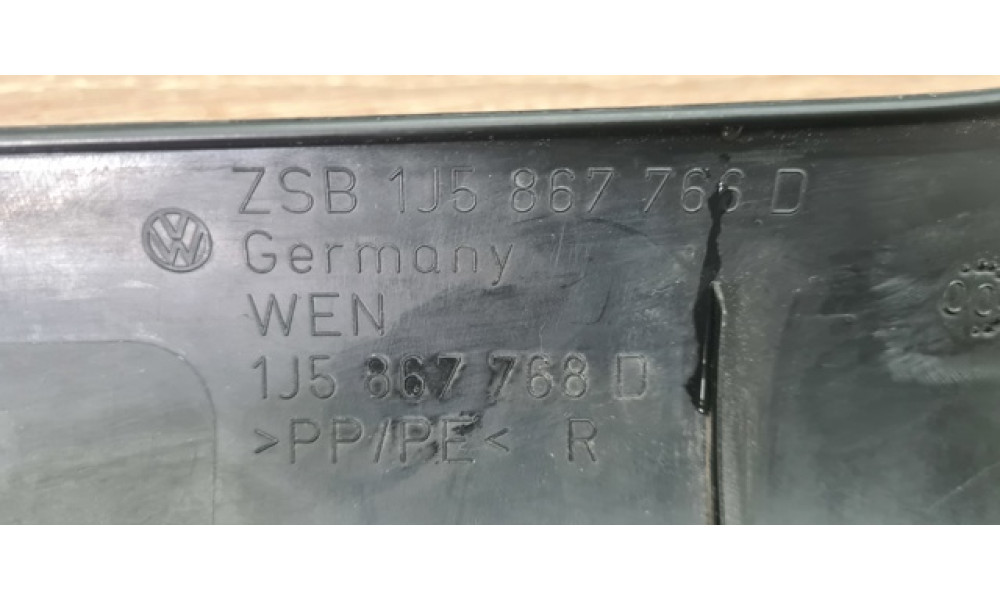 ZSB 1J5 867 766 D
Germany
WEN
1J5 867 768 D
>PP/PE< R